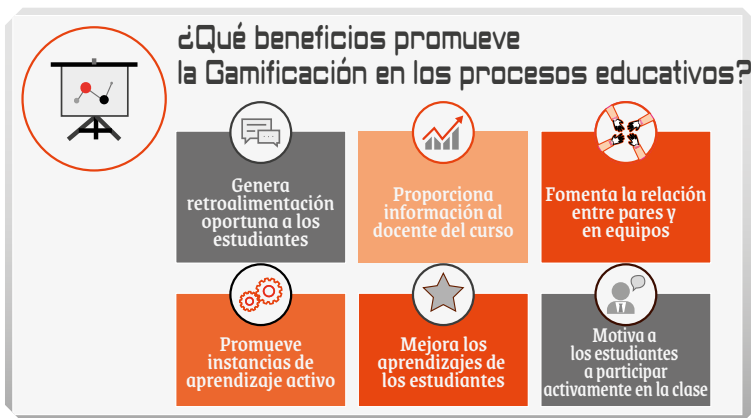 ¿Qué beneficios promueve
la Gamificación en los procesos educativos?
Genera
retroalimentación
oportuna a los
estudiantes
Proporciona
información al
docente del curso
Fomenta la relación
entre pares y
en equipos
Promueve
instancias de
aprendizaje activo
Mejora los
aprendizajes de
los estudiantes
Motiva a
los estudiantes
a participar
activamente en la clase